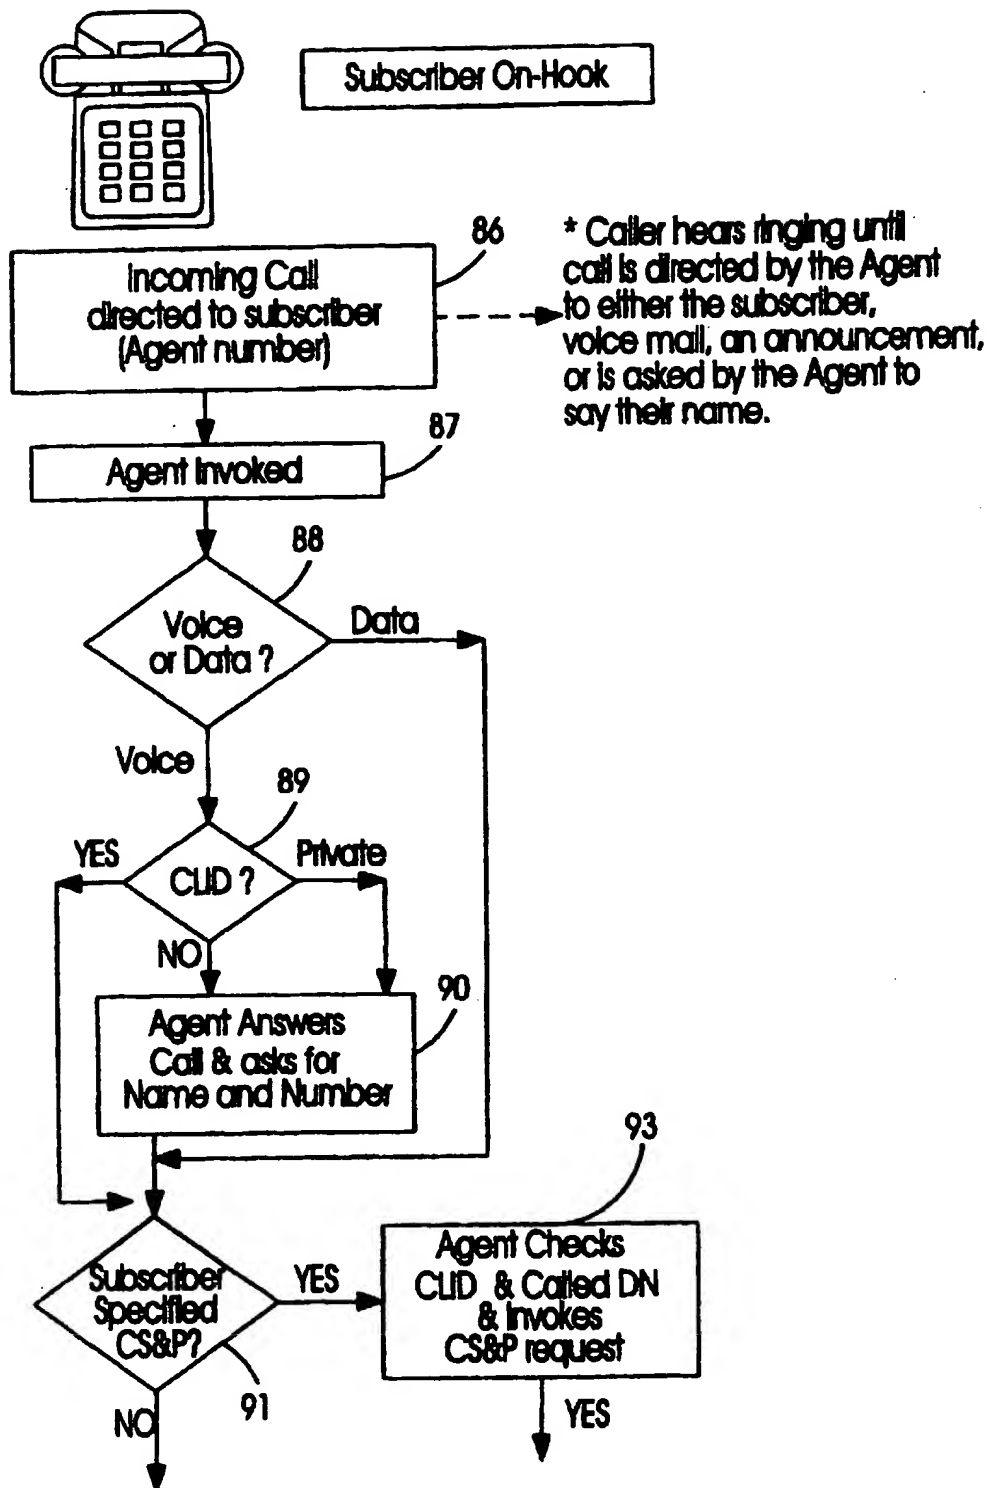 Subscriber On-Hook
86
Incoming Call
directed to subscriber
(Agent number)
* Caller hears ringing until
call is directed by the Agent
to either the subscriber,
voice mail, an announcement,
or is asked by the Agent to
say their name.
87
Agent Invoked
88
Voice
or Data ?
Data
Voice
89
YES
CLID ?
Private
NO
90
Agent Answers
Call & asks for
Name and Number
93
Agent Checks
CLID & Called DN
& Invokes
CS&P request
Subscriber
Specified
CS&P?
YES
91
NO
YES